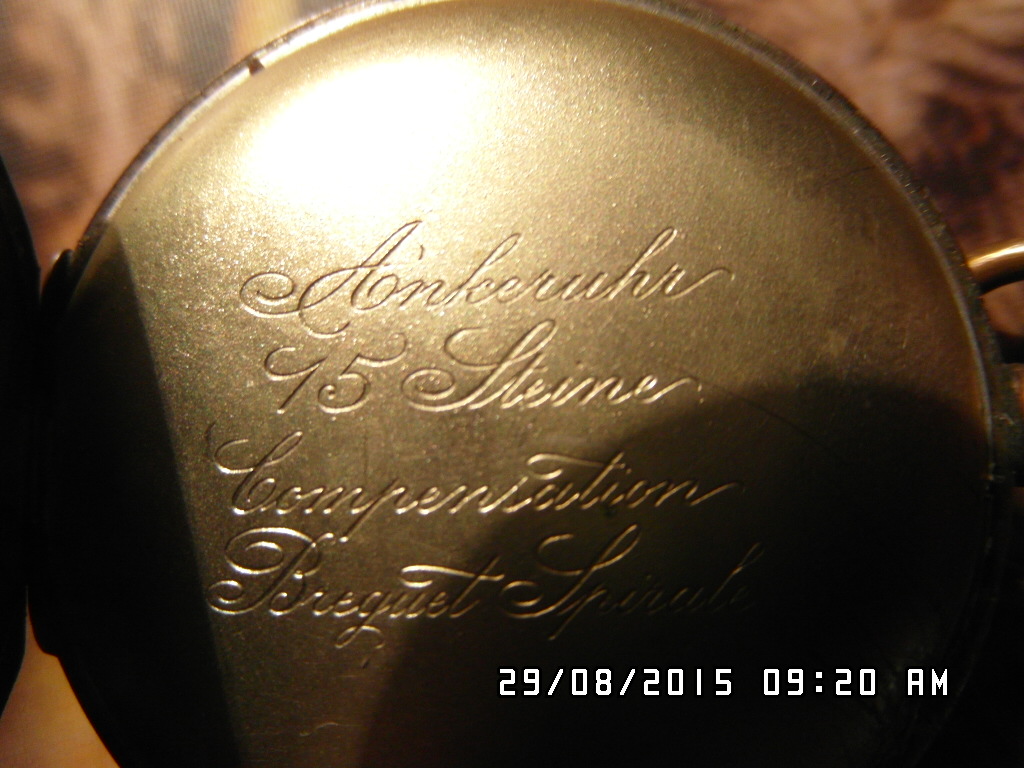 Ankeruhr
15 Steine
Compensation
Breguet Spirale
29/08/2015 09:20 AM